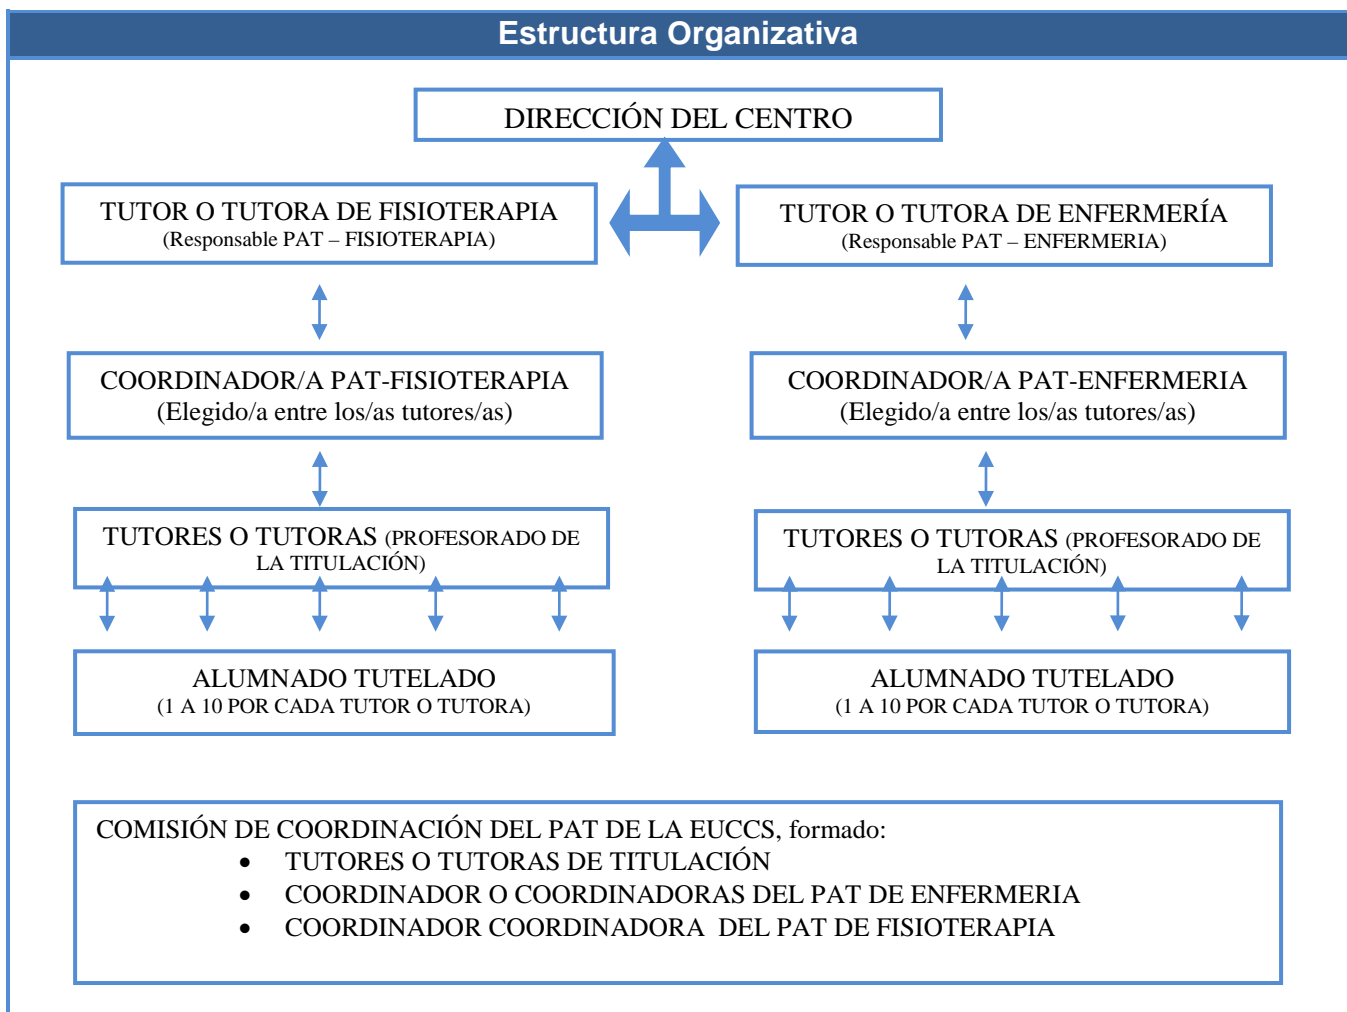 Estructura Organizativa
DIRECCIÓN DEL CENTRO
TUTOR O TUTORA DE FISIOTERAPIA
(Responsable PAT – FISIOTERAPIA)
TUTOR O TUTORA DE ENFERMERÍA
(Responsable PAT – ENFERMERIA)
COORDINADOR/A PAT-FISIOTERAPIA
(Elegido/a entre los/as tutores/as)
COORDINADOR/A PAT-ENFERMERIA
(Elegido/a entre los/as tutores/as)
TUTORES O TUTORAS (PROFESORADO DE
LA TITULACIÓN)
TUTORES O TUTORAS (PROFESORADO DE
LA TITULACIÓN)
ALUMNADO TUTELADO
(1 A 10 POR CADA TUTOR O TUTORA)
ALUMNADO TUTELADO
(1 A 10 POR CADA TUTOR O TUTORA)
COMISIÓN DE COORDINACIÓN DEL PAT DE LA EUCCS, formado:
• TUTORES O TUTORAS DE TITULACIÓN
• COORDINADOR O COORDINADORAS DEL PAT DE ENFERMERIA
• COORDINADOR COORDINADORA  DEL PAT DE FISIOTERAPIA